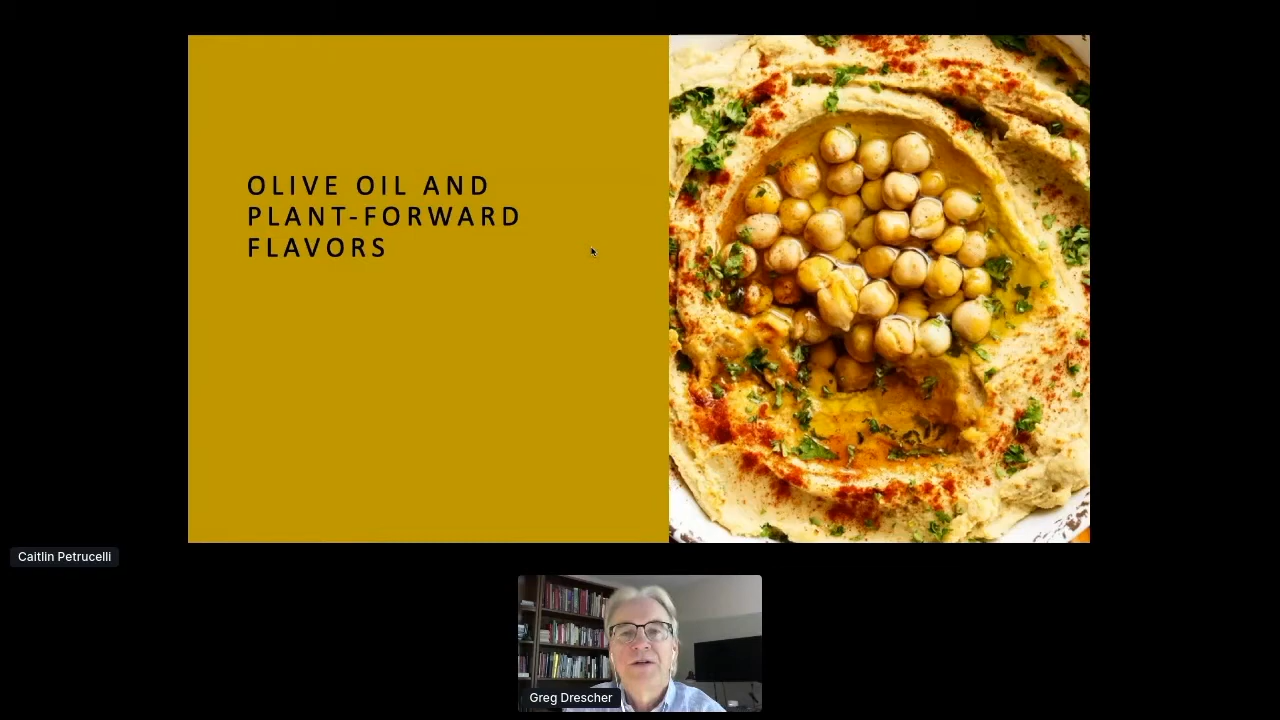 OLIVE OIL AND
PLANT-FORWARD
FLAVORS
Caitlin Petrucelli
Greg Drescher